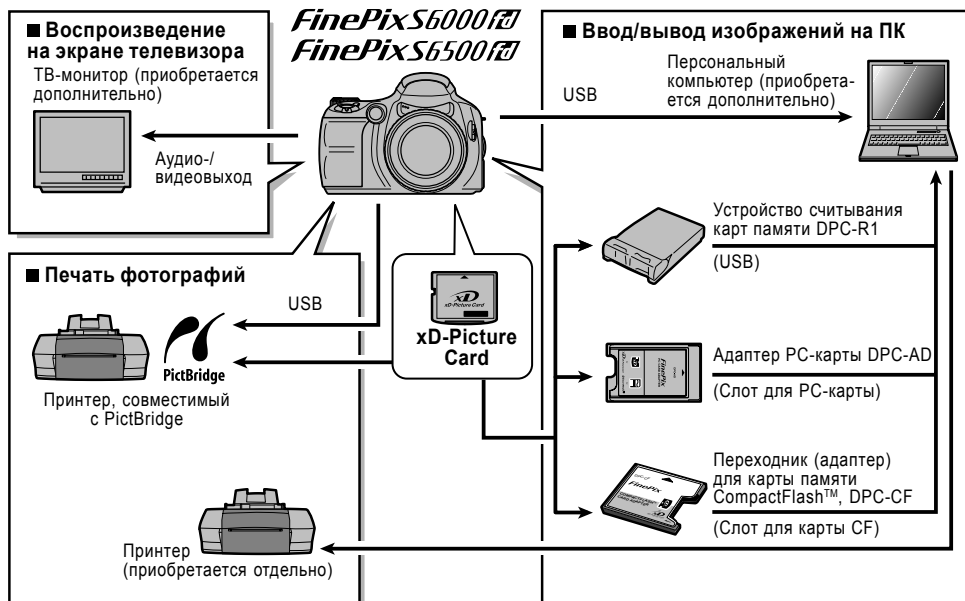 FinePix S6000fd
FinePix S6500fd
■ Воспроизведение
на экране телевизора
ТВ-монитор (приобретается
дополнительно)
Аудио-/
видеовыход
■ Ввод/вывод изображений на ПК
Персональный
компьютер (приобрета-
ется дополнительно)
USB
Устройство считывания
карт памяти DPC-R1
(USB)
■ Печать фотографий
USB
PictBridge
Принтер, совместимый
с PictBridge
xD
xD-Picture Card
xD-Picture
Card
FinePix
Адаптер PC-карты DPC-AD
(Слот для PC-карты)
FinePix
Переходник (адаптер)
для карты памяти
CompactFlash™, DPC-CF
(Слот для карты CF)
Принтер
(приобретается отдельно)